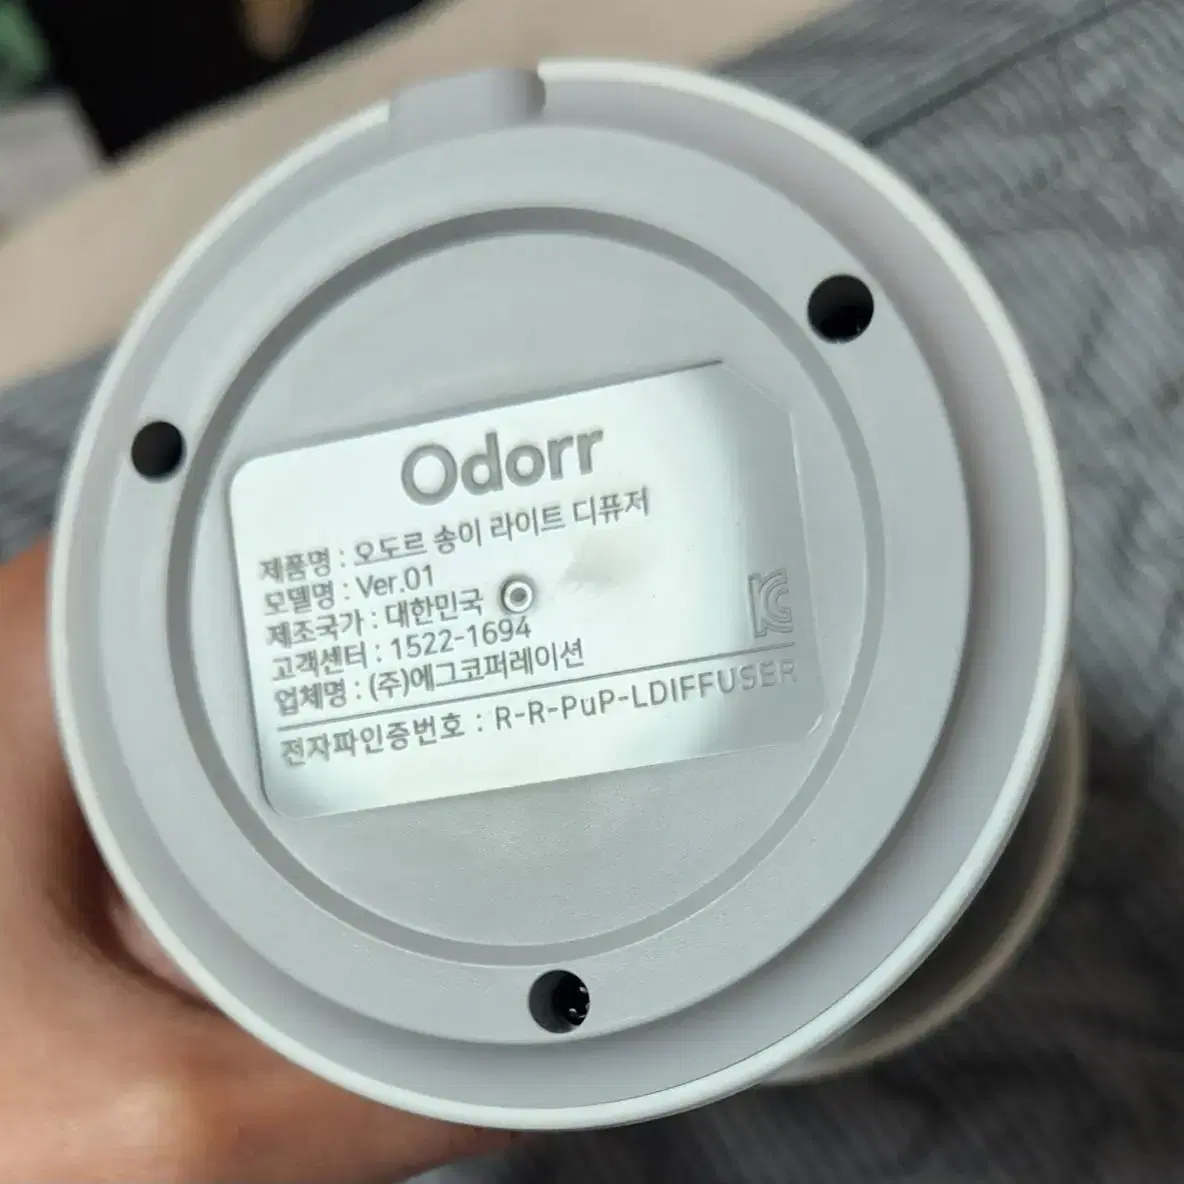 Odorr
제품명 : 오도르 송이 라이트 디퓨저
모델명 : Ver.01
제조국가 : 대한민국
고객센터 : 1522-1694
업체명 : (주)에그코퍼레이션
전자파인증번호 : R-R-PuP-LDIFFUSER